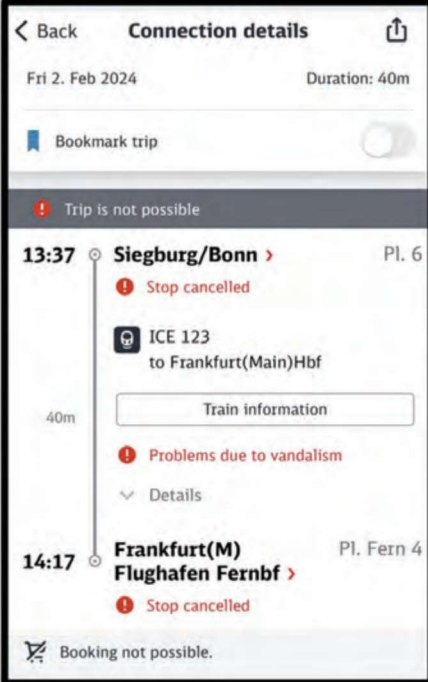 Back Connection details
Fri 2. Feb 2024 Duration: 40m
Bookmark trip
Trip is not possible
13:37 Siegburg/Bonn Pl. 6
Stop cancelled
ICE 123
to Frankfurt(Main)Hbf
40m Train information
Problems due to vandalism
Details
14:17 Frankfurt(M) Pl. Fern 4
Flughafen Fernbf
Stop cancelled
Booking not possible.